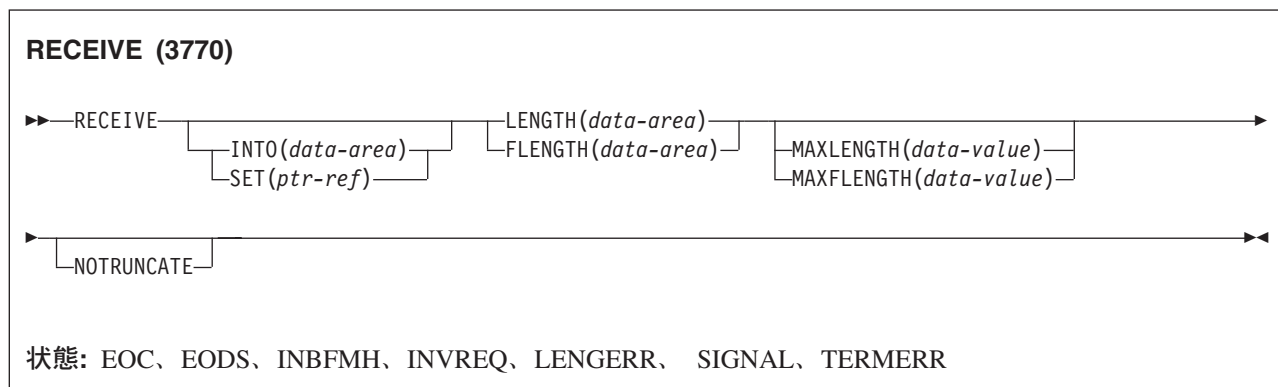 RECEIVE (3770)
RECEIVE LENGTH(data-area)
INTO(data-area) FLENGTH(data-area) MAXLENGTH(data-value)
SET(ptr-ref) MAXFLENGTH(data-value)
NOTRUNCATE
状態: EOC、EODS、INBFMH、INVREQ、LENGERR、 SIGNAL、TERMERR